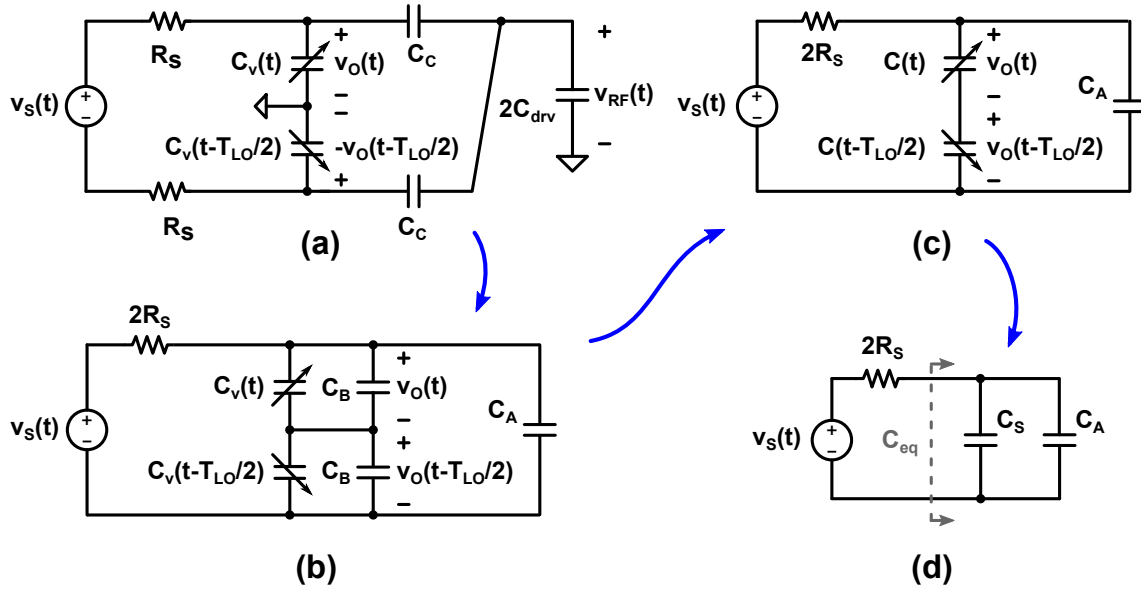 R_S
C_v(t)
+
v_O(t)
−
C_C
+
v_RF(t)
−
2C_drv
v_S(t)
+
−
−
C_v(t-T_LO/2)
-v_O(t-T_LO/2)
+
R_S
C_C
(a)
2R_S
C(t)
+
v_O(t)
−
C_A
v_S(t)
+
−
+
C(t-T_LO/2)
v_O(t-T_LO/2)
−
(c)
2R_S
C_v(t)
C_B
+
v_O(t)
−
C_A
v_S(t)
+
−
+
C_v(t-T_LO/2)
C_B
v_O(t-T_LO/2)
−
(b)
2R_S
v_S(t)
+
−
C_eq
C_S
C_A
(d)